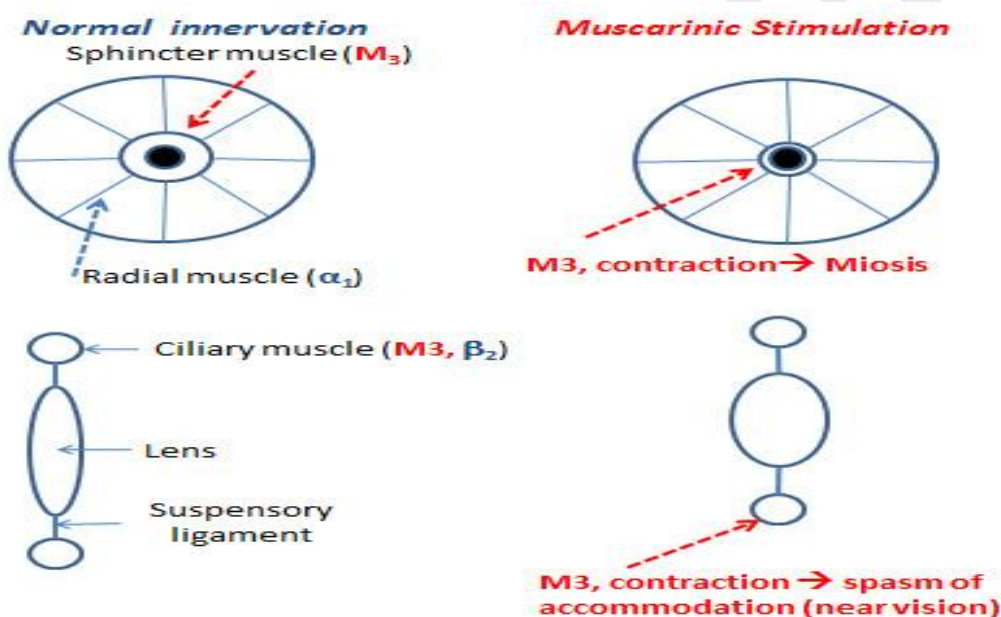 Normal innervation
Sphincter muscle (M₃)
Radial muscle (α₁)
Ciliary muscle (M3, β₂)
Lens
Suspensory
ligament
Muscarinic Stimulation
M3, contraction→ Miosis
M3, contraction → spasm of
accommodation (near vision)